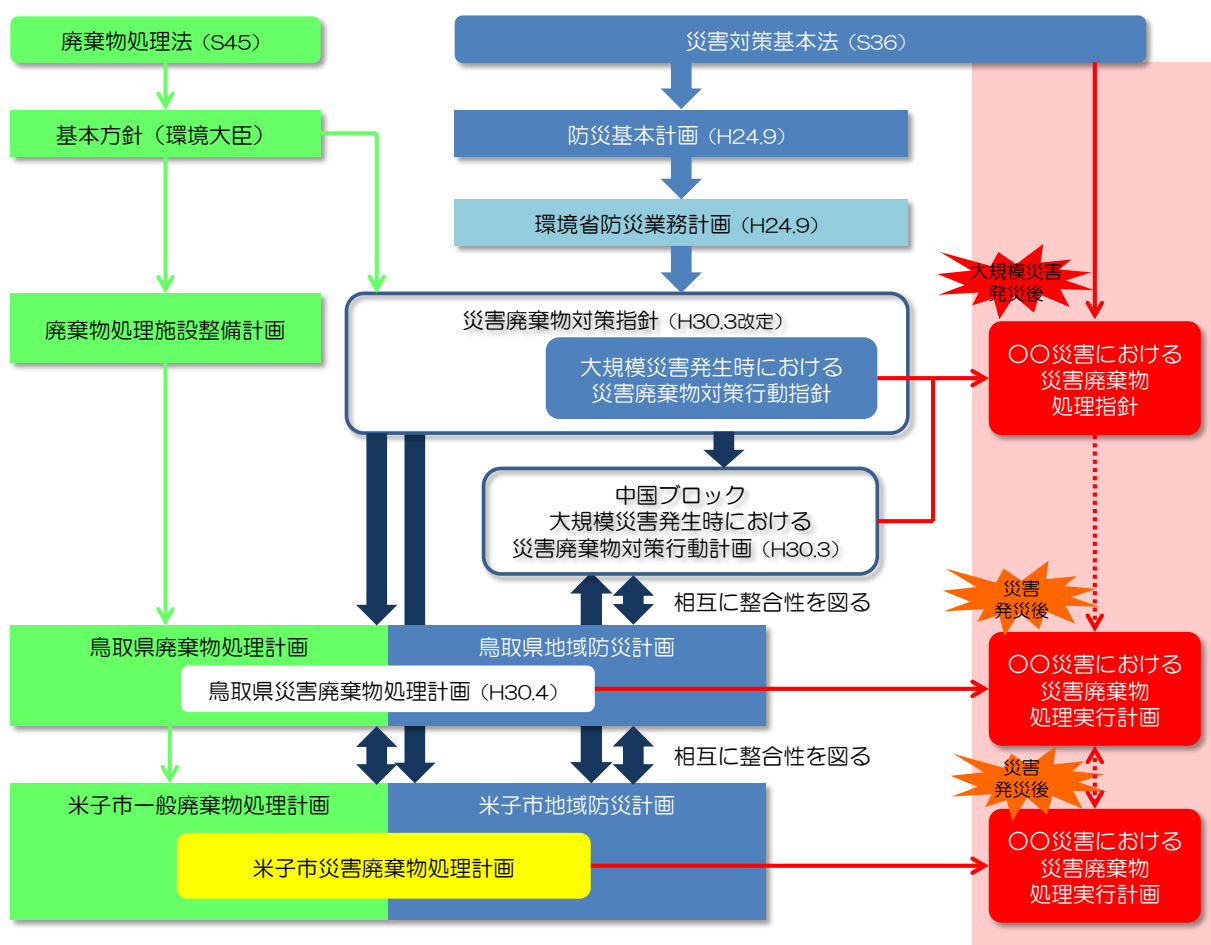 廃棄物処理法（S45）
災害対策基本法（S36）
基本方針（環境大臣）
防災基本計画（H24.9）
環境省防災業務計画（H24.9）
大規模災害
発災後
廃棄物処理施設整備計画
災害廃棄物対策指針（H30.3改定）
大規模災害発生時における
災害廃棄物対策行動指針
〇〇災害における
災害廃棄物
処理指針
中国ブロック
大規模災害発生時における
災害廃棄物対策行動計画（H30.3）
災害
発災後
相互に整合性を図る
鳥取県廃棄物処理計画
鳥取県地域防災計画
鳥取県災害廃棄物処理計画（H30.4）
〇〇災害における
災害廃棄物
処理実行計画
相互に整合性を図る
災害
発災後
米子市一般廃棄物処理計画
米子市地域防災計画
米子市災害廃棄物処理計画
〇〇災害における
災害廃棄物
処理実行計画